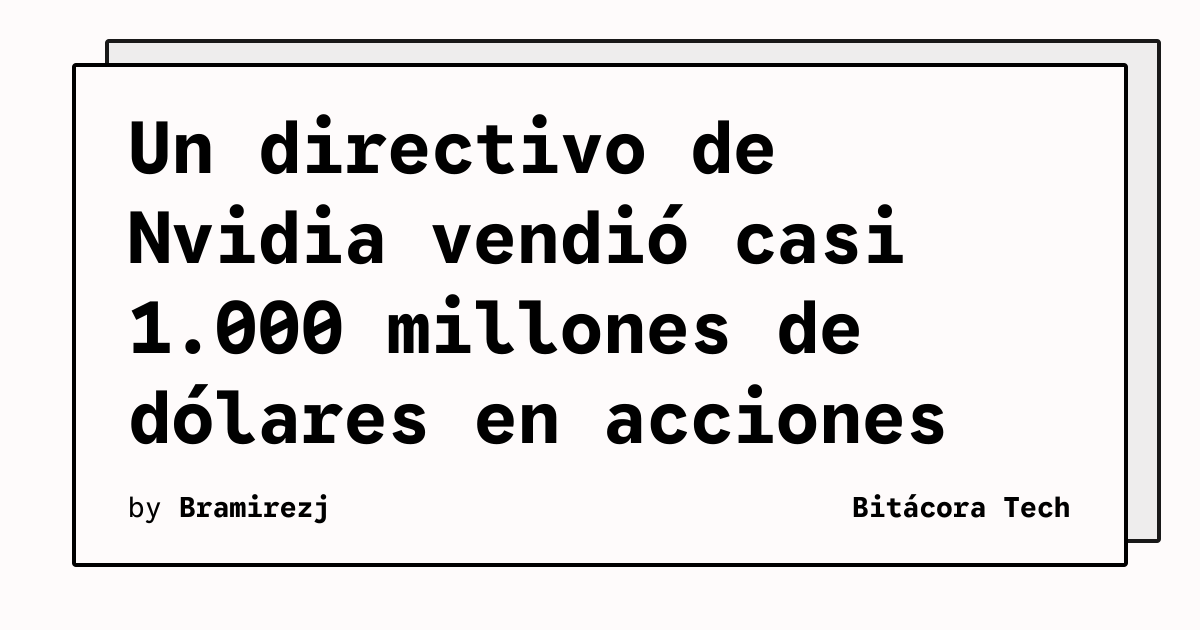 Un directivo de
Nvidia vendió casi
1.000 millones de
dólares en acciones
by Bramirezj
Bitácora Tech